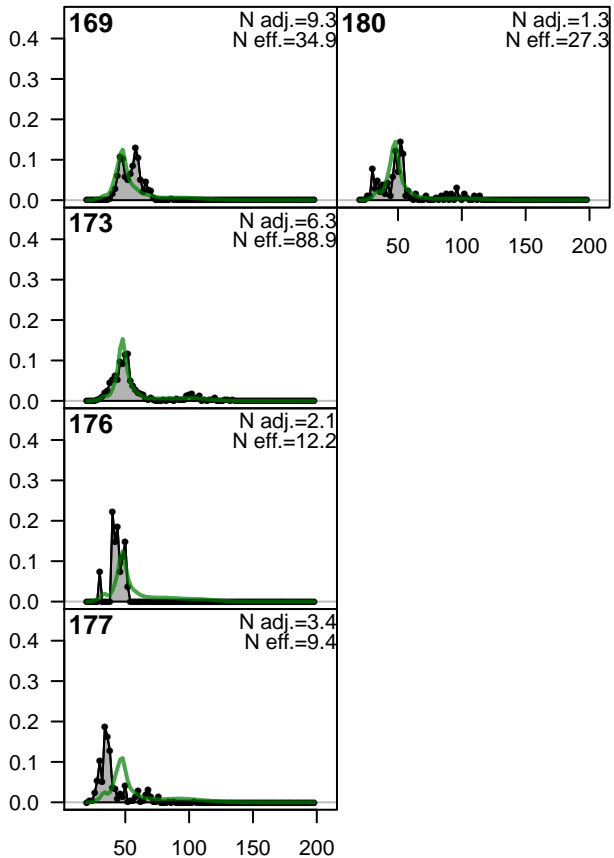 169 N adj.=9.3
N eff.=34.9
180 N adj.=1.3
N eff.=27.3
0.4
0.3
0.2
0.1
0.0
173 N adj.=6.3
N eff.=88.9
50 100 150 200
0.4
0.3
0.2
0.1
0.0
176 N adj.=2.1
N eff.=12.2
0.4
0.3
0.2
0.1
0.0
177 N adj.=3.4
N eff.=9.4
0.4
0.3
0.2
0.1
0.0
50 100 150 200